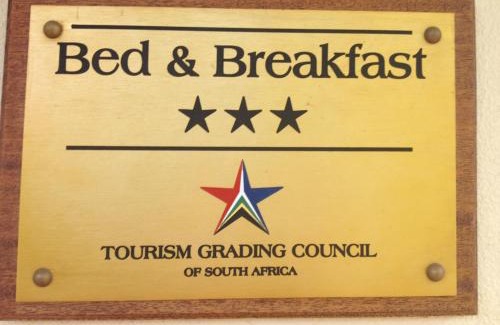 Bed & Breakfast
TOURISM GRADING COUNCIL
OF SOUTH AFRICA